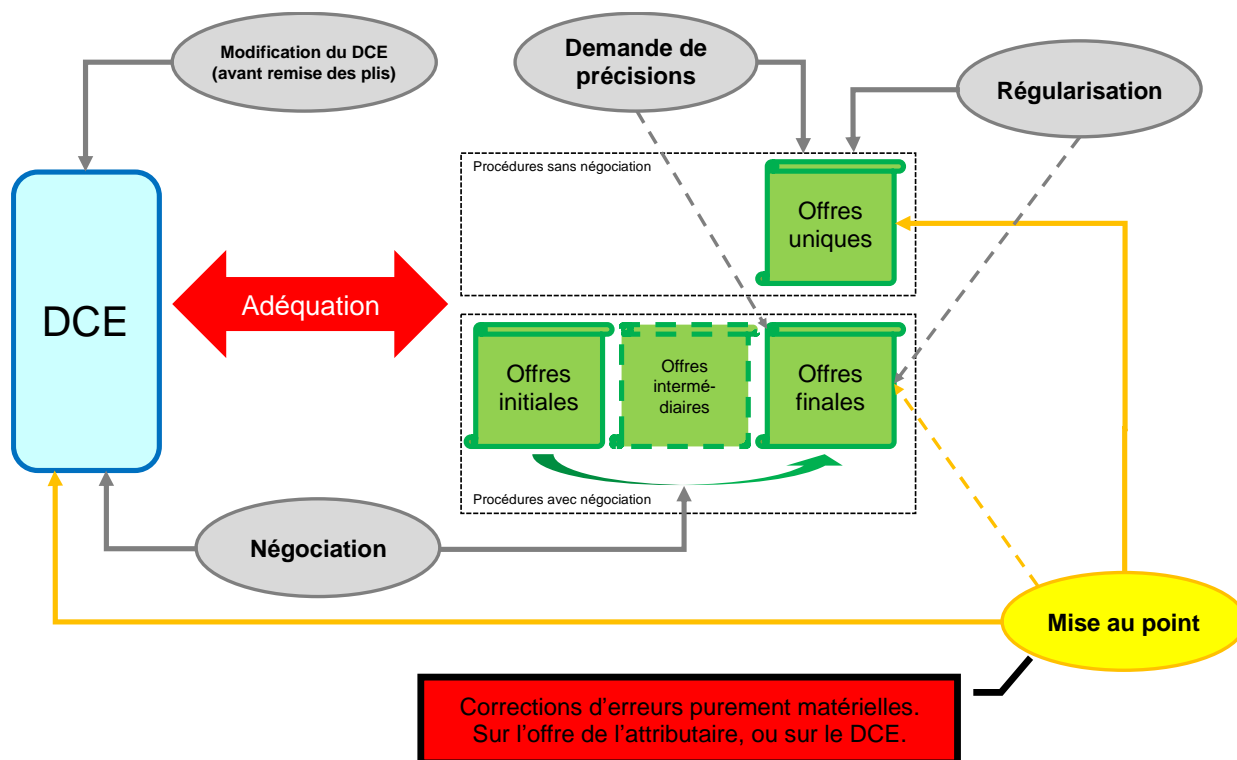 Modification du DCE
(avant remise des plis)
Demande de
précisions
Régularisation
Procédures sans négociation
Offres
uniques
DCE
Adéquation
Offres
initiales
Offres
intermé-
diaires
Offres
finales
Procédures avec négociation
Négociation
Mise au point
Corrections d’erreurs purement matérielles.
Sur l’offre de l’attributaire, ou sur le DCE.